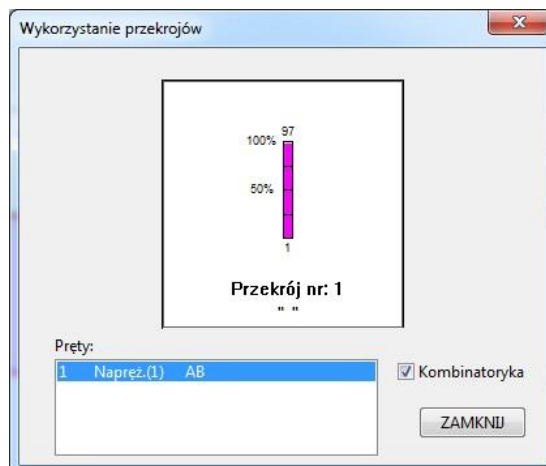 Wykorzystanie przekrojów
97
100%
50%
1
Przekrój nr: 1
" "
Pręty:
1 Napręż.(1) AB
Kombinatoryka
ZAMKNIJ